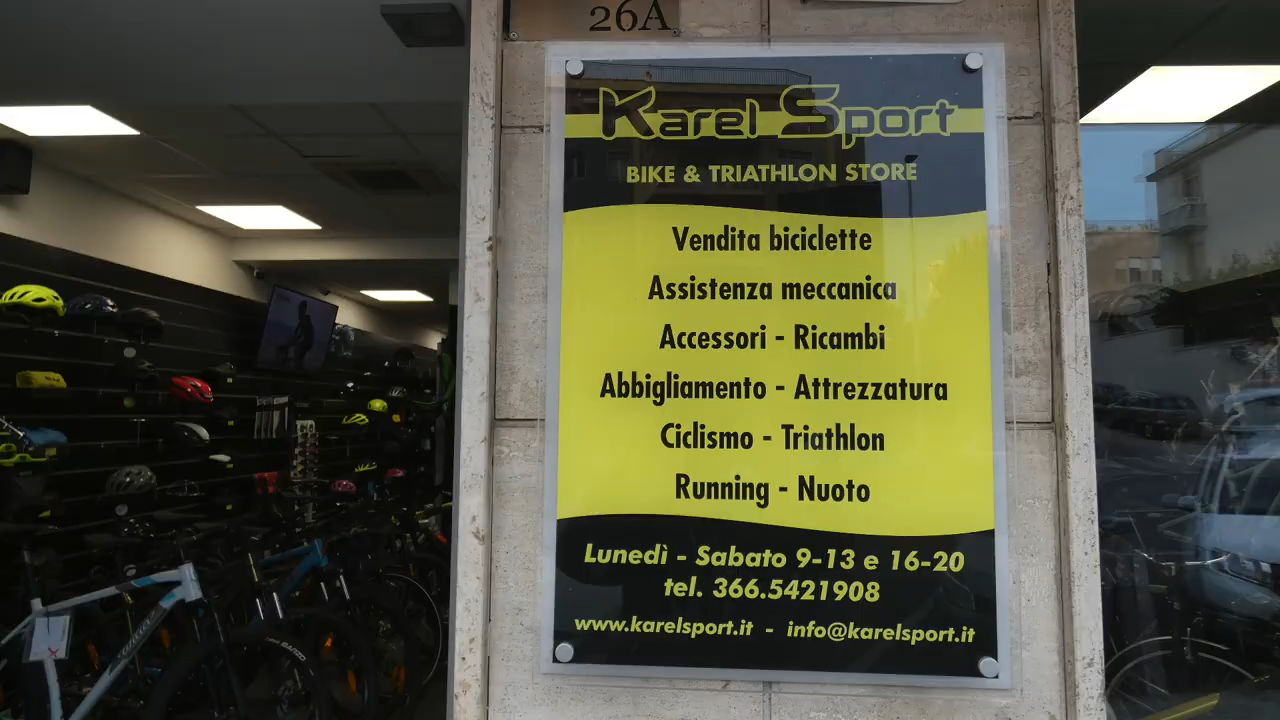 26A
Karel Sport
BIKE & TRIATHLON STORE
Vendita biciclette
Assistenza meccanica
Accessori - Ricambi
Abbigliamento - Attrezzatura
Ciclismo - Triathlon
Running - Nuoto
Lunedì - Sabato 9-13 e 16-20
tel. 366.5421908
www.karelsport.it - info@karelsport.it